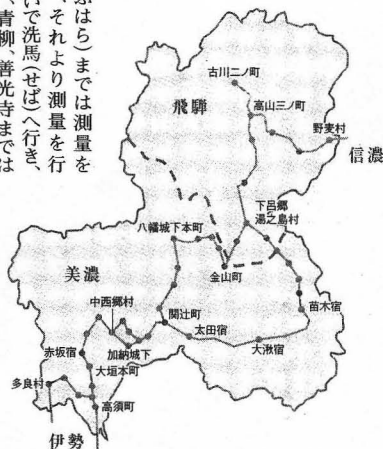 ぶはら）までは測量を
、それより測量を行
いで洗馬（せば）へ行き、
、青柳、善光寺までは
飛騨
古川二ノ町
高山三ノ町
野麦村
信濃
下呂郷
湯之島村
八幡城下本町
金山町
美濃
中西郷村
関辻町
苗木宿
太田宿
大湫宿
赤坂宿
加納城下
大垣本町
多良村
高須町
伊勢